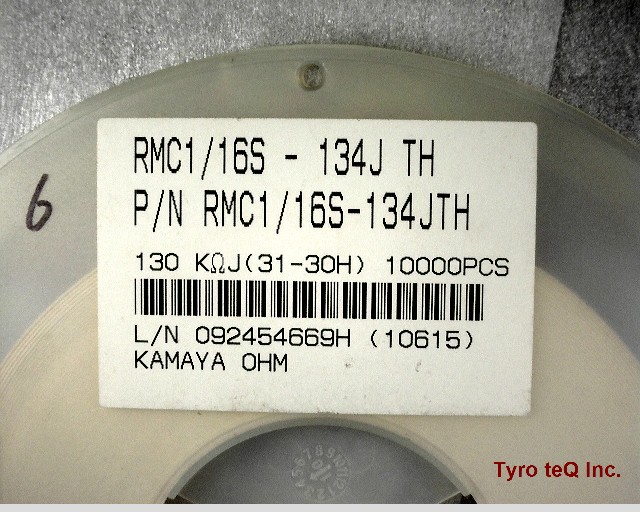 RMC1/16S - 134J TH
P/N RMC1/16S-134JTH
130 KΩJ(31-30H) 10000PCS
L/N 092454669H (10615)
KAMAYA OHM
6
Tyro teQ Inc.